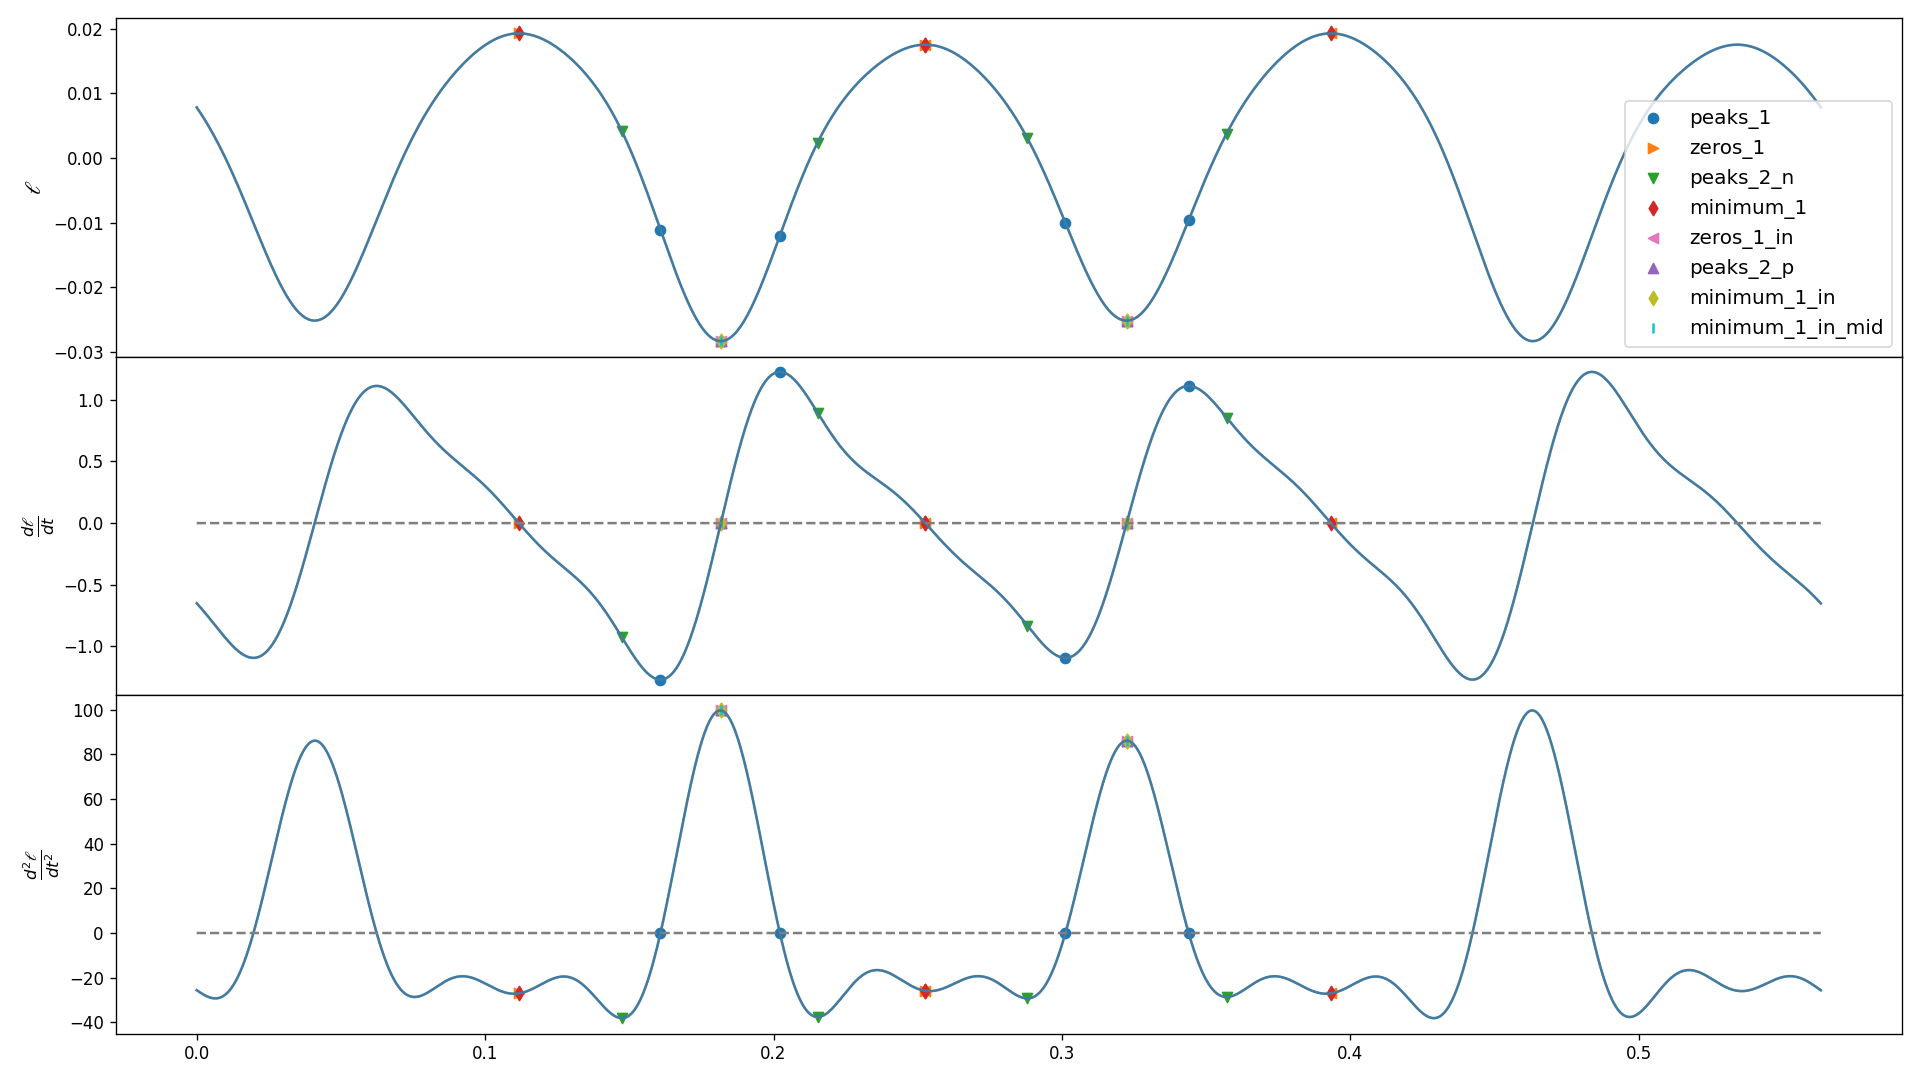 0.02
0.01
0.00
−0.01
−0.02
−0.03
ℓ
peaks_1
zeros_1
peaks_2_n
minimum_1
zeros_1_in
peaks_2_p
minimum_1_in
minimum_1_in_mid
1.0
0.5
0.0
−0.5
−1.0
dℓ
dt
100
80
60
40
20
0
−20
−40
d²ℓ
dt²
0.0 0.1 0.2 0.3 0.4 0.5